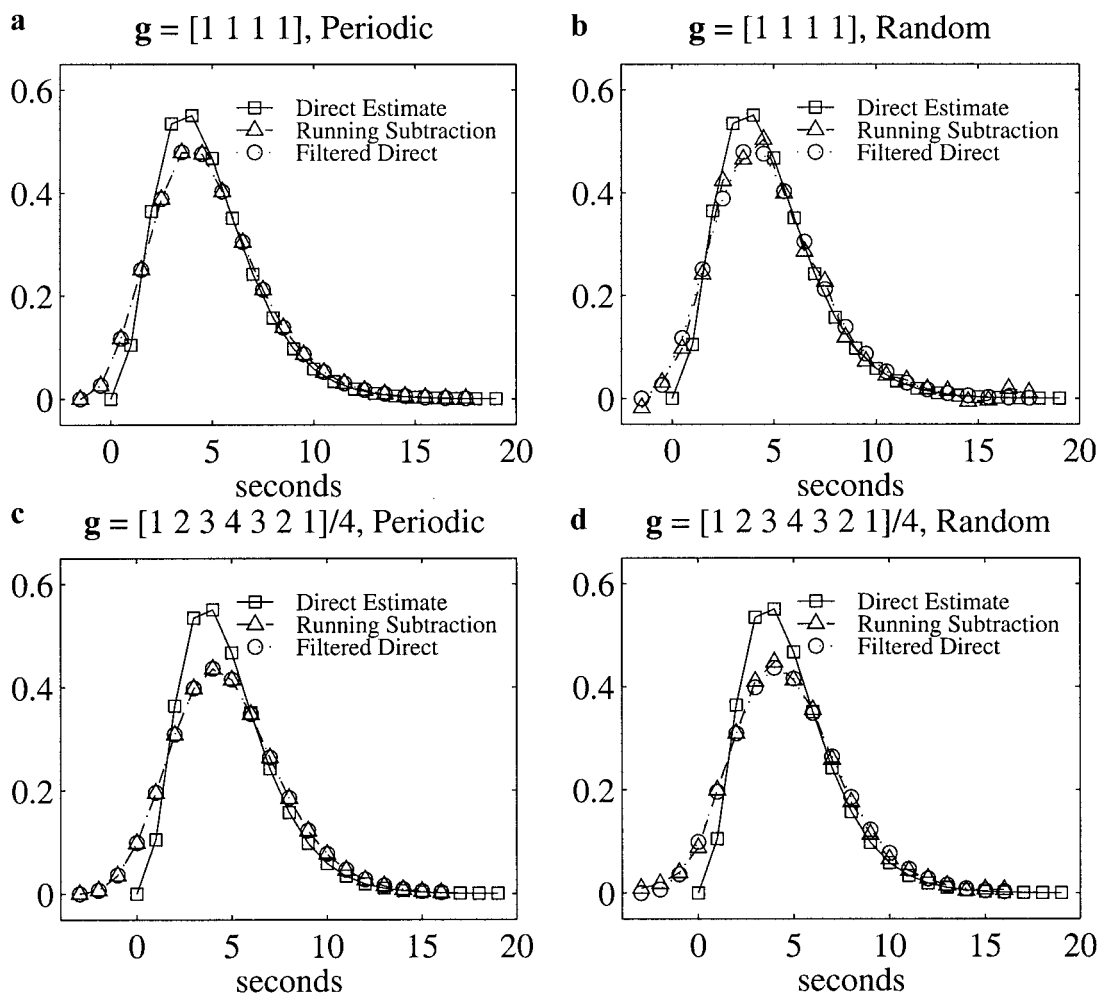 a
g = [1 1 1 1], Periodic
0.6
0.4
0.2
0
Direct Estimate
Running Subtraction
Filtered Direct
0 5 10 15 20
seconds
b
g = [1 1 1 1], Random
0.6
0.4
0.2
0
Direct Estimate
Running Subtraction
Filtered Direct
0 5 10 15 20
seconds
c
g = [1 2 3 4 3 2 1]/4, Periodic
0.6
0.4
0.2
0
Direct Estimate
Running Subtraction
Filtered Direct
0 5 10 15 20
seconds
d
g = [1 2 3 4 3 2 1]/4, Random
0.6
0.4
0.2
0
Direct Estimate
Running Subtraction
Filtered Direct
0 5 10 15 20
seconds